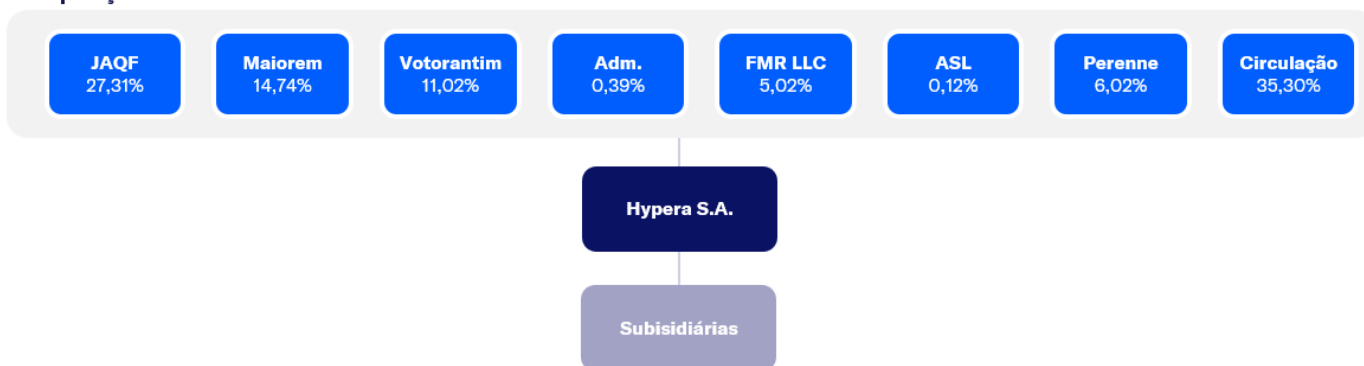 JAQF
27,31%
Maiorem
14,74%
Votorantim
11,02%
Adm.
0,39%
FMR LLC
5,02%
ASL
0,12%
Perenne
6,02%
Circulação
35,30%
Hypera S.A.
Subisidiárias